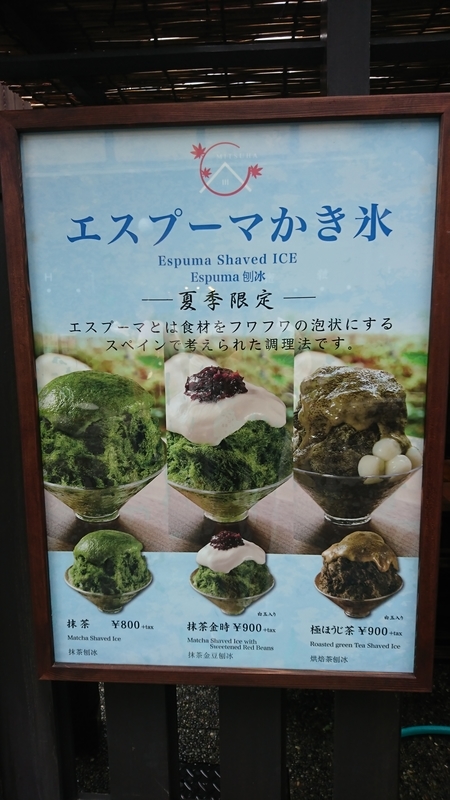 エスプーマかき氷
Espuma Shaved ICE
Espuma 刨冰
夏季限定
エスプーマとは食材をフワフワの泡状にする
スペインで考えられた調理法です。
抹茶 ¥800+tax
Matcha Shaved Ice
抹茶刨冰
白玉入り
抹茶金時 ¥900+tax
Matcha Shaved Ice with
Sweetened Red Beans
抹茶金豆刨冰
白玉入り
極ほうじ茶 ¥900+tax
Roasted green Tea Shaved Ice
烘焙茶刨冰